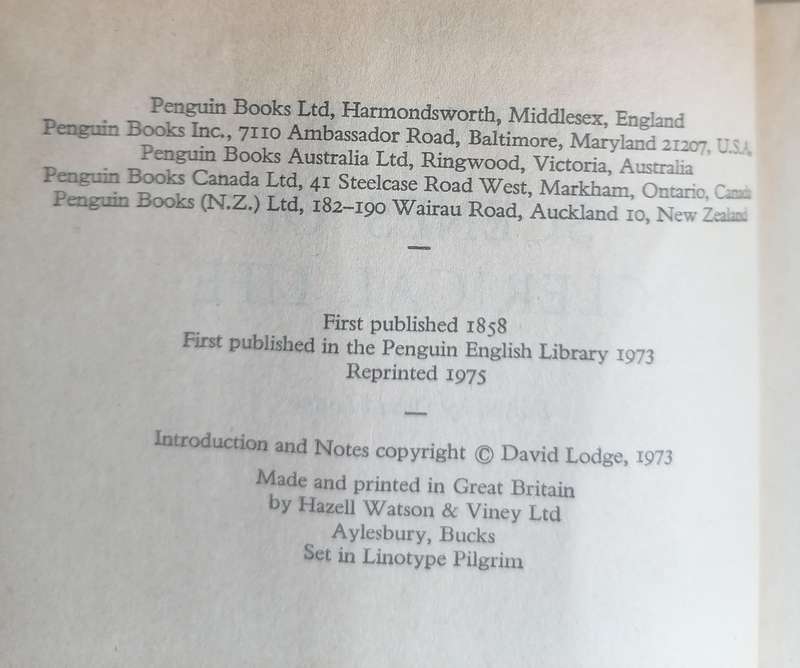 Penguin Books Ltd, Harmondsworth, Middlesex, England
Penguin Books Inc., 7110 Ambassador Road, Baltimore, Maryland 21207, U.S.A.
Penguin Books Australia Ltd, Ringwood, Victoria, Australia
Penguin Books Canada Ltd, 41 Steelcase Road West, Markham, Ontario, Canada
Penguin Books (N.Z.) Ltd, 182–190 Wairau Road, Auckland 10, New Zealand
—
First published 1858
First published in the Penguin English Library 1973
Reprinted 1975
—
Introduction and Notes copyright © David Lodge, 1973
Made and printed in Great Britain
by Hazell Watson & Viney Ltd
Aylesbury, Bucks
Set in Linotype Pilgrim